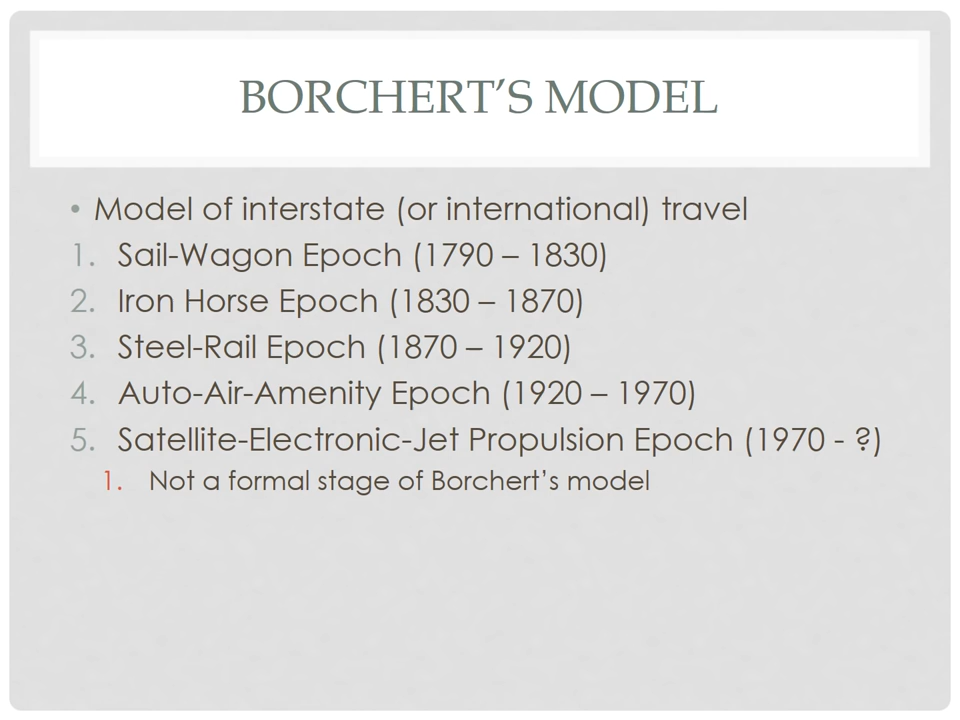 BORCHERT’S MODEL
• Model of interstate (or international) travel
1. Sail-Wagon Epoch (1790 – 1830)
2. Iron Horse Epoch (1830 – 1870)
3. Steel-Rail Epoch (1870 – 1920)
4. Auto-Air-Amenity Epoch (1920 – 1970)
5. Satellite-Electronic-Jet Propulsion Epoch (1970 - ?)
1. Not a formal stage of Borchert’s model